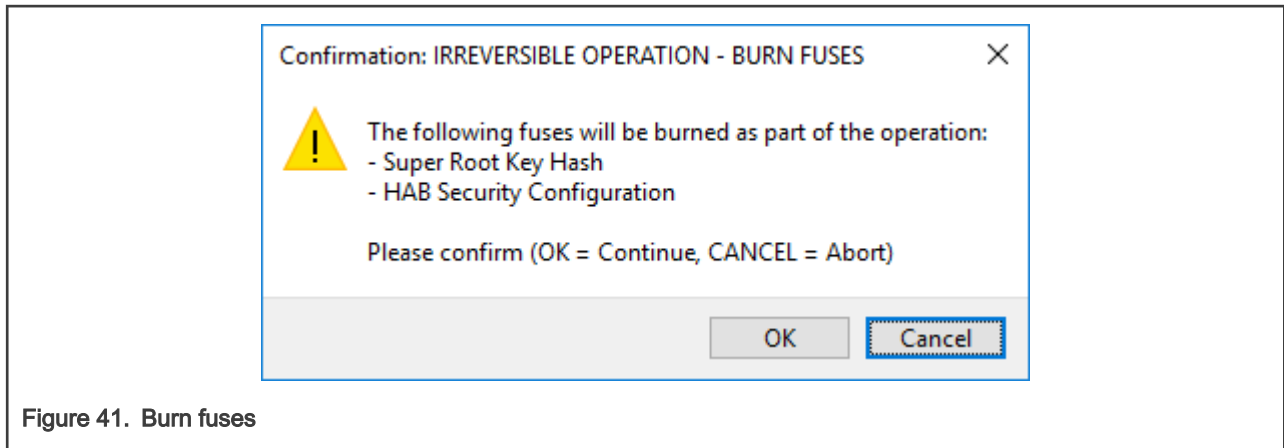 Confirmation: IRREVERSIBLE OPERATION - BURN FUSES
The following fuses will be burned as part of the operation:
- Super Root Key Hash
- HAB Security Configuration
Please confirm (OK = Continue, CANCEL = Abort)
OK Cancel
Figure 41. Burn fuses